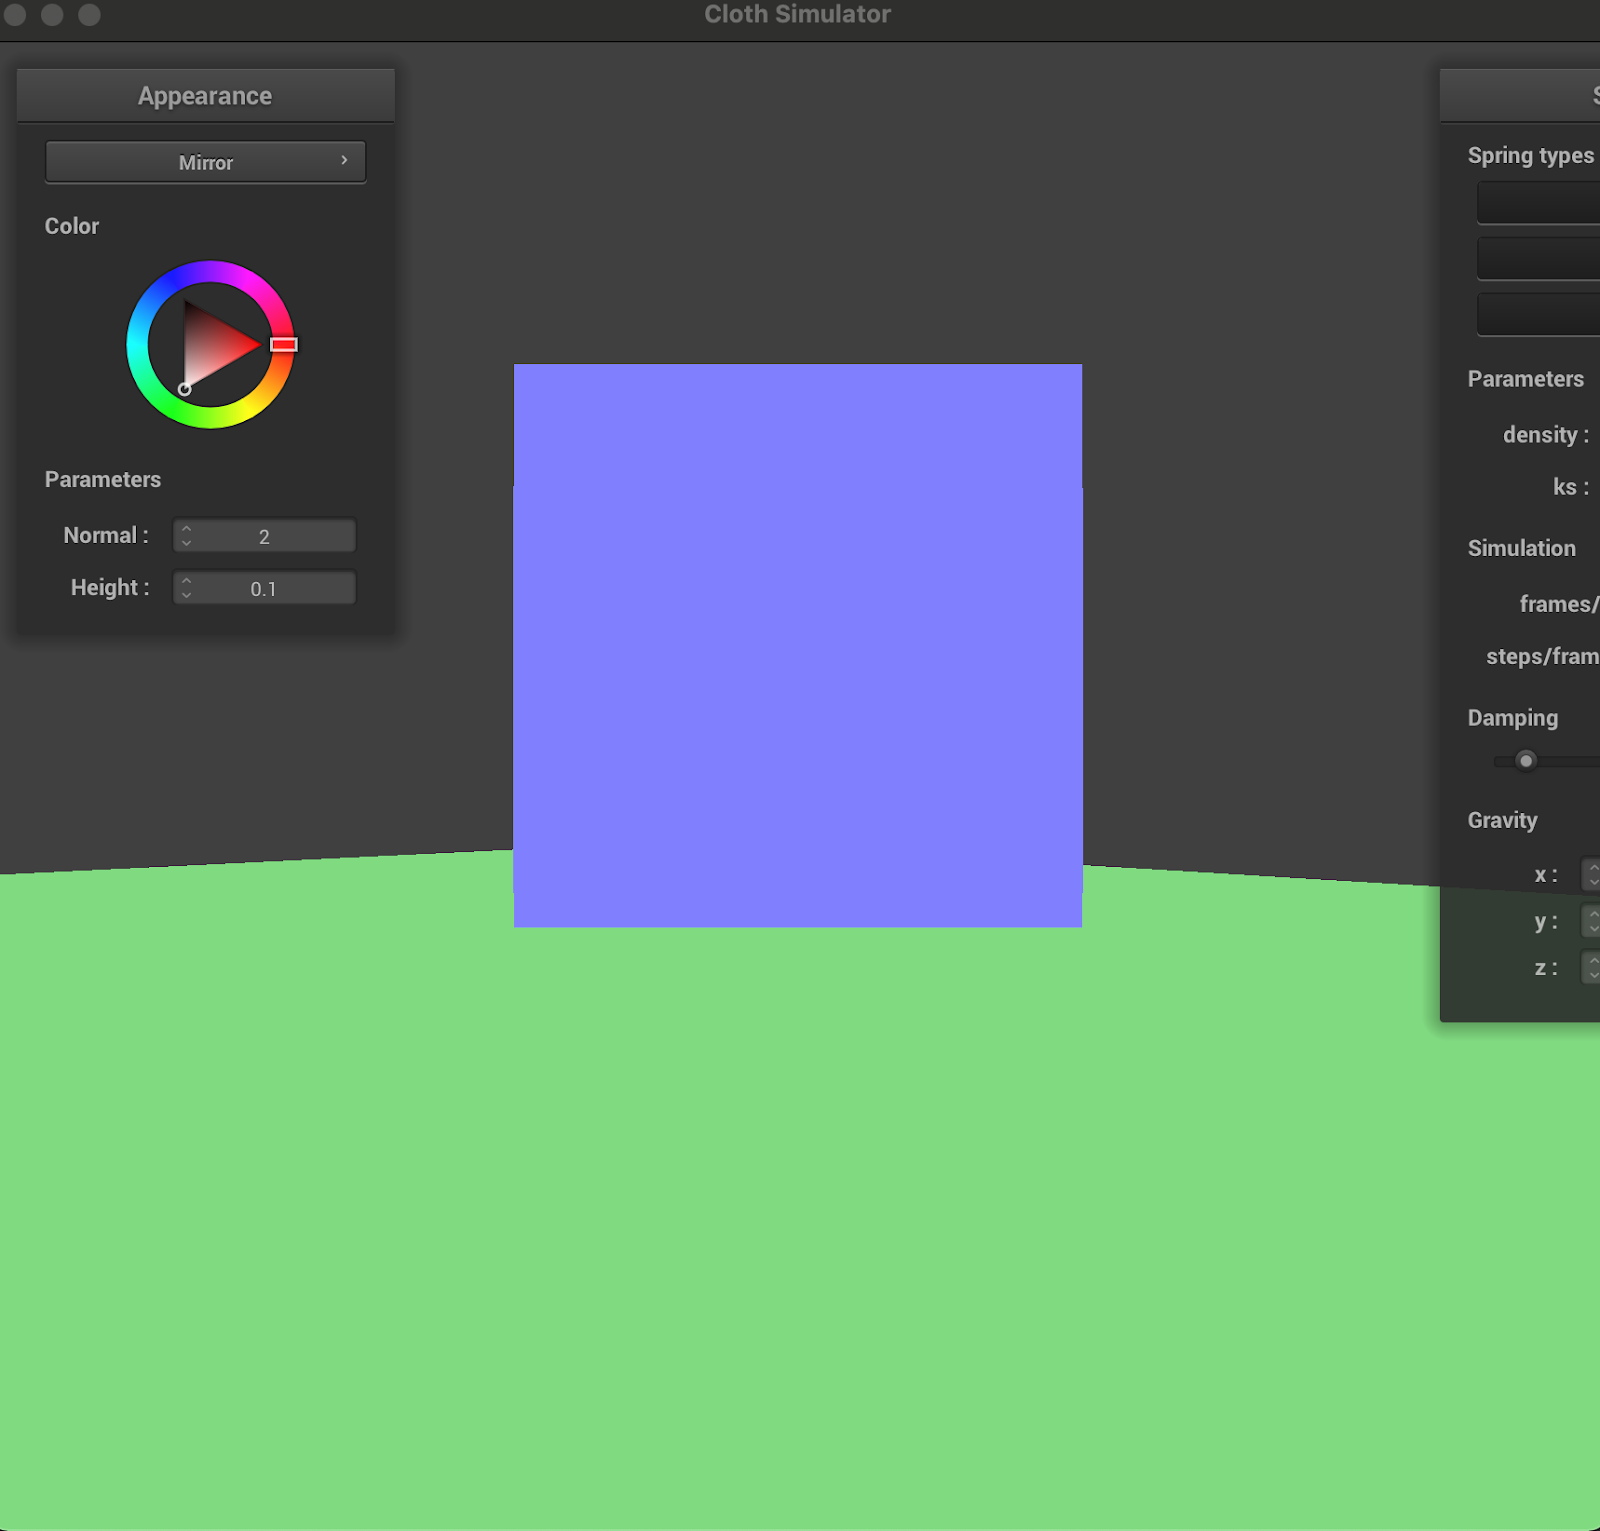 Cloth Simulator
Appearance
Mirror
Color
Parameters
Normal :
2
Height :
0.1
Spring types
Parameters
density :
ks :
Simulation
frames/
steps/fram
Damping
Gravity
x :
y :
z :